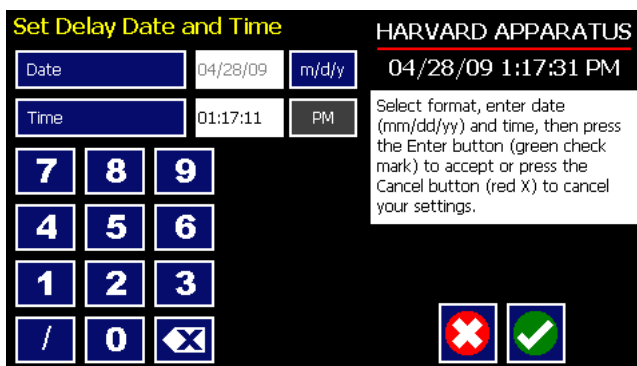 Set Delay Date and Time
Date 04/28/09 m/d/y
Time 01:17:11 PM
7 8 9
4 5 6
1 2 3
/ 0 X
HARVARD APPARATUS
04/28/09 1:17:31 PM
Select format, enter date
(mm/dd/yy) and time, then press
the Enter button (green check
mark) to accept or press the
Cancel button (red X) to cancel
your settings.